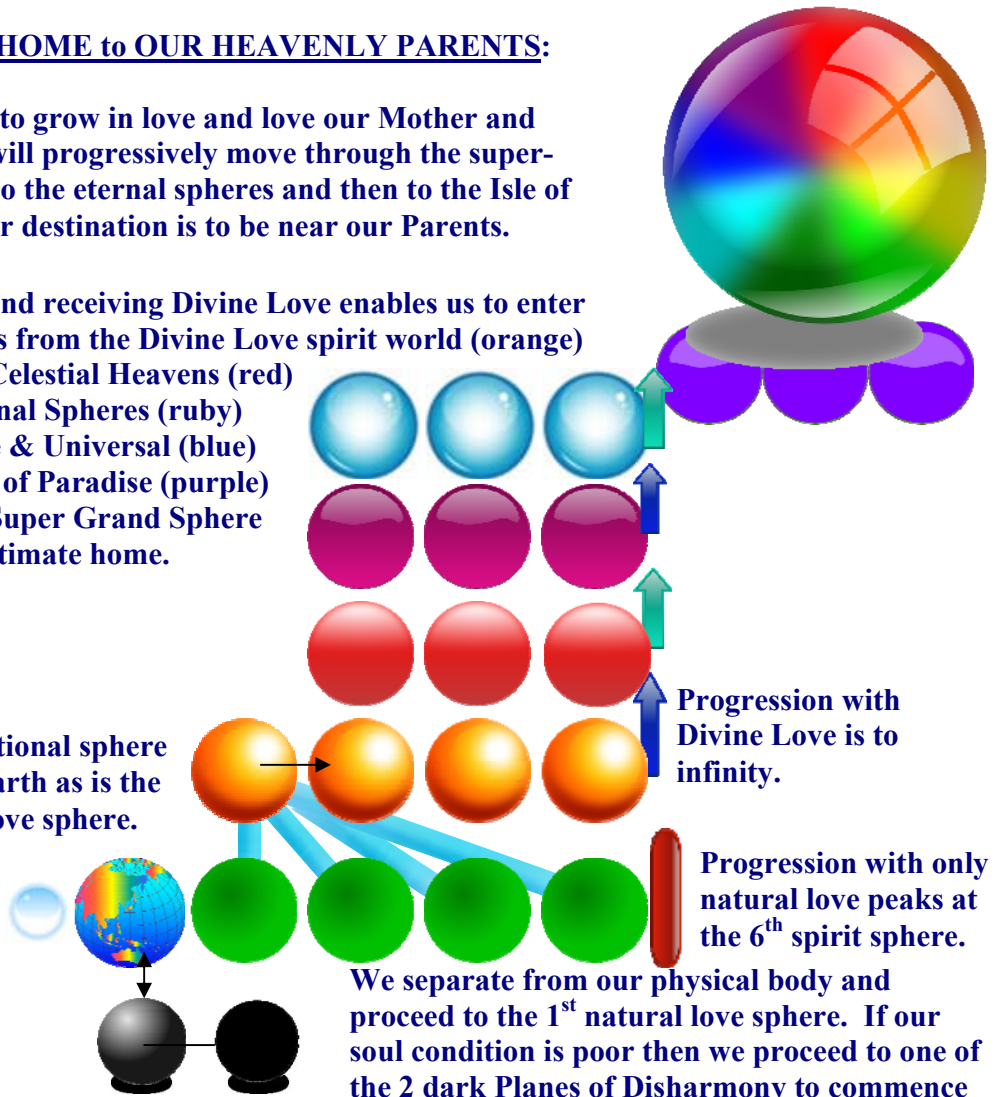 HOME to OUR HEAVENLY PARENTS:
to grow in love and love our Mother and
will progressively move through the super-
to the eternal spheres and then to the Isle of
destination is to be near our Parents.
and receiving Divine Love enables us to enter
from the Divine Love spirit world (orange)
Celestial Heavens (red)
Spheres (ruby)
& Universal (blue)
of Paradise (purple)
Super Grand Sphere
home.
Progression with
Divine Love is to
infinity.
sphere
as is the
sphere.
Progression with only
natural love peaks at
the 6th spirit sphere.
We separate from our physical body and
proceed to the 1st natural love sphere. If our
soul condition is poor then we proceed to one of
the 2 dark Planes of Disharmony to commence